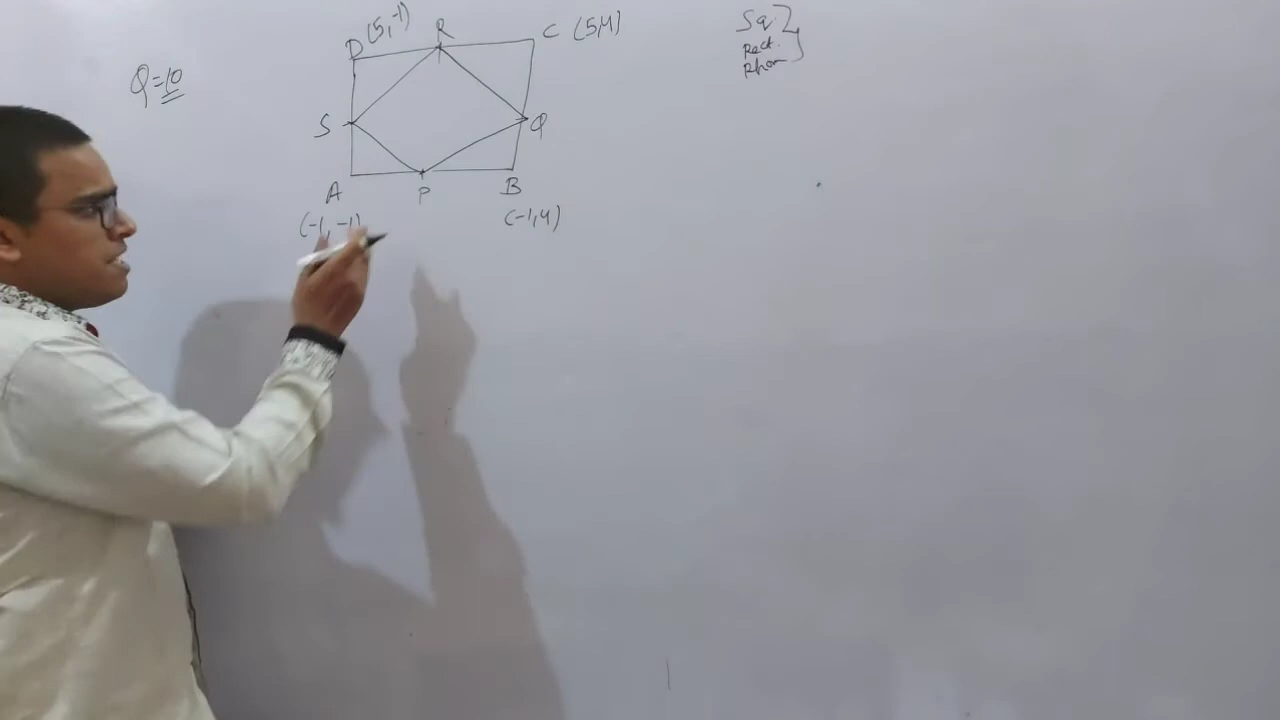 Q=10
D (5,-1)
R
C (5,4)
S
Q
A
P
B
(-1,-1)
(-1,4)
Sq.
Rect.
Rhom